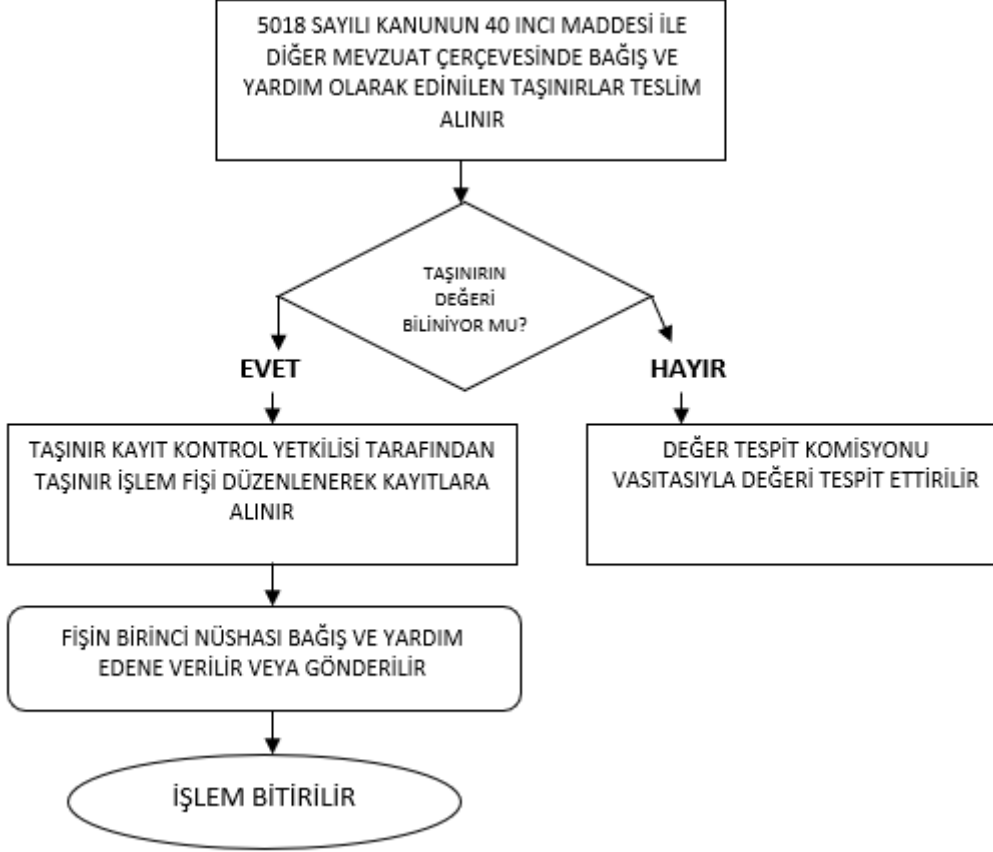 5018 SAYILI KANUNUN 40 INCI MADDESİ İLE
DİĞER MEVZUAT ÇERÇEVESİNDE BAĞIŞ VE
YARDIM OLARAK EDİNİLEN TAŞINIRLAR TESLİM
ALINIR
TAŞINIRIN
DEĞERİ
BİLİNİYOR MU?
EVET
HAYIR
TAŞINIR KAYIT KONTROL YETKİLİSİ TARAFINDAN
TAŞINIR İŞLEM FİŞİ DÜZENLENEREK KAYITLARA
ALINIR
DEĞER TESPİT KOMİSYONU
VASITASIYLA DEĞERİ TESPİT ETTİRİLİR
FİŞİN BİRİNCİ NÜSHASI BAĞIŞ VE YARDIM
EDENE VERİLİR VEYA GÖNDERİLİR
İŞLEM BİTİRİLİR